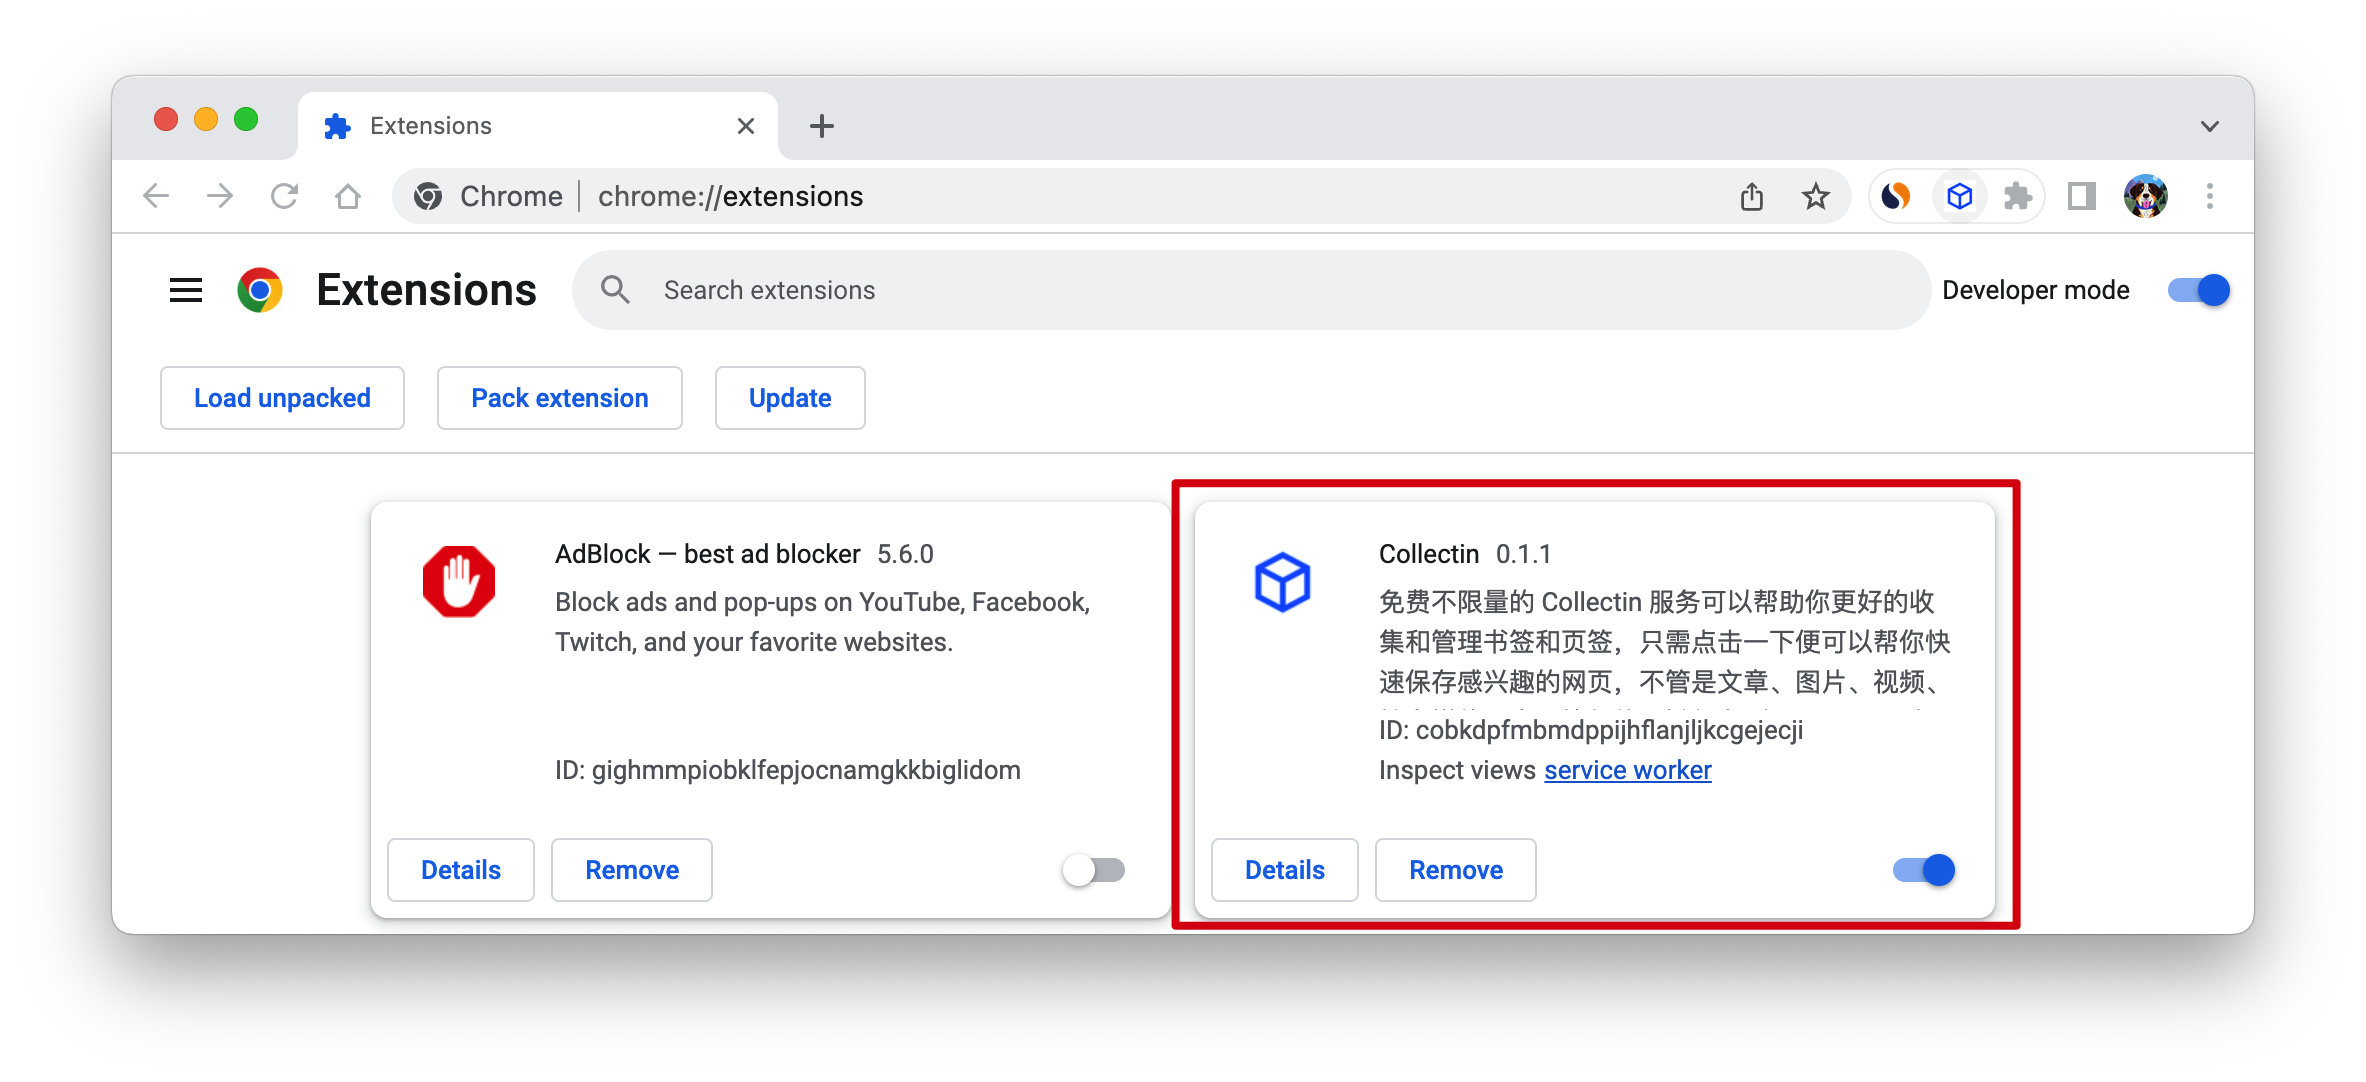 Extensions
Chrome
chrome://extensions
Extensions
Search extensions
Developer mode
Load unpacked
Pack extension
Update
AdBlock — best ad blocker 5.6.0
Block ads and pop-ups on YouTube, Facebook,
Twitch, and your favorite websites.
ID: gighmmpiobklfepjocnamgkkbiglidom
Details
Remove
Collectin 0.1.1
免费不限量的 Collectin 服务可以帮助你更好的收
集和管理书签和页签，只需点击一下便可以帮你快
速保存感兴趣的网页，不管是文章、图片、视频、
ID: cobkdpfmbmdppijhflanjljkcgejecji
Inspect views service worker
Details
Remove